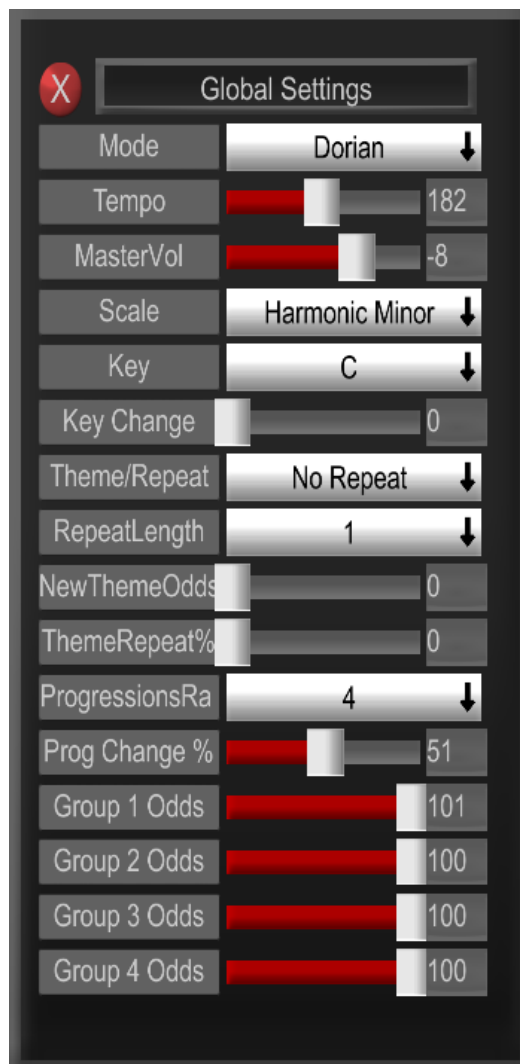 X Global Settings
Mode Dorian
Tempo 182
MasterVol -8
Scale Harmonic Minor
Key C
Key Change 0
Theme/Repeat No Repeat
RepeatLength 1
NewThemeOdds 0
ThemeRepeat% 0
ProgressionsRa 4
Prog Change % 51
Group 1 Odds 101
Group 2 Odds 100
Group 3 Odds 100
Group 4 Odds 100